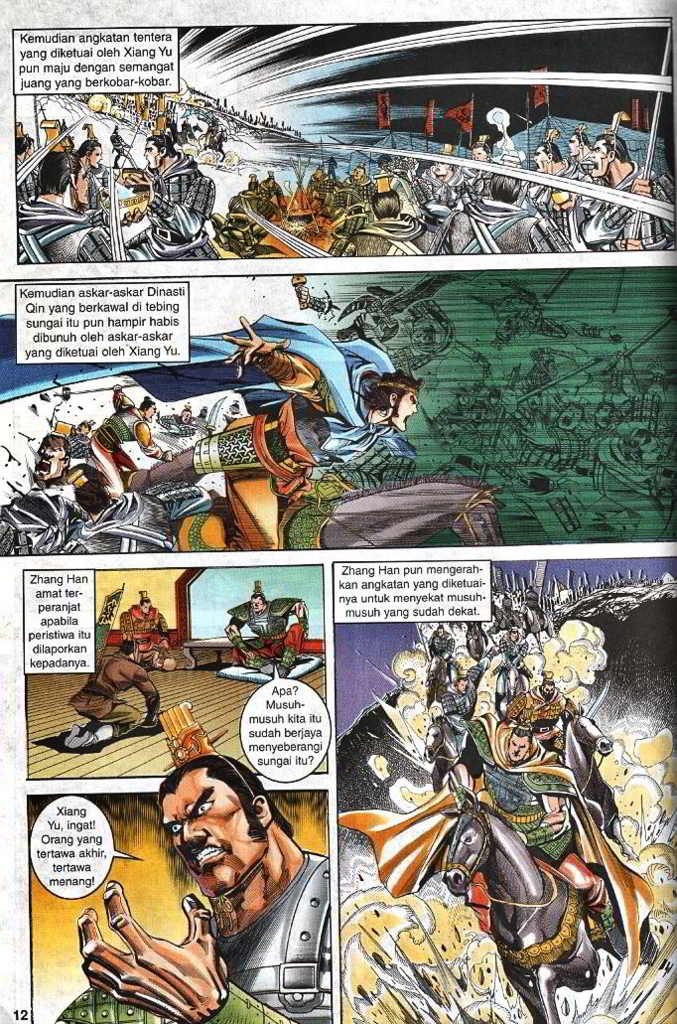 Kemudian angkatan tentera
yang diketuai oleh Xiang Yu
pun maju dengan semangat
juang yang berkobar-kobar.
Kemudian askar-askar Dinasti
Qin yang berkawal di tebing
sungai itu pun hampir habis
dibunuh oleh askar-askar
yang diketuai oleh Xiang Yu.
Zhang Han
amat ter-
peranjat
apabila
peristiwa itu
dilaporkan
kepadanya.
Apa?
Musuh-
musuh kita itu
sudah berjaya
menyeberangi
sungai itu?
Xiang
Yu, ingat!
Orang yang
tertawa akhir,
tertawa
menang!
Zhang Han pun mengerah-
kan angkatan yang diketuai-
nya untuk menyekat musuh-
musuh yang sudah dekat.
12